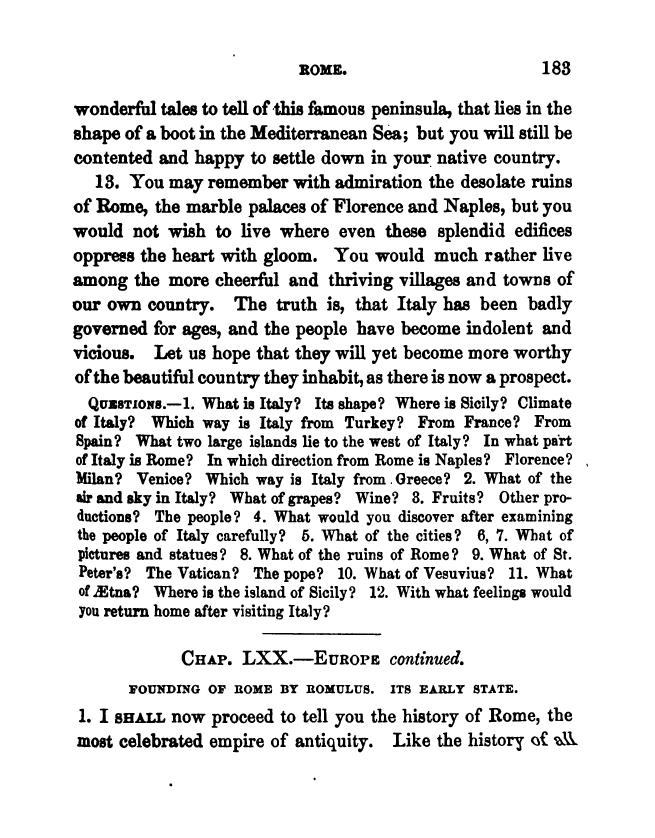 ROME. 183
wonderful tales to tell of this famous peninsula, that lies in the
shape of a boot in the Mediterranean Sea; but you will still be
contented and happy to settle down in your native country.
13. You may remember with admiration the desolate ruins
of Rome, the marble palaces of Florence and Naples, but you
would not wish to live where even these splendid edifices
oppress the heart with gloom. You would much rather live
among the more cheerful and thriving villages and towns of
our own country. The truth is, that Italy has been badly
governed for ages, and the people have become indolent and
vicious. Let us hope that they will yet become more worthy
of the beautiful country they inhabit, as there is now a prospect.
QUESTIONS.—1. What is Italy? Its shape? Where is Sicily? Climate
of Italy? Which way is Italy from Turkey? From France? From
Spain? What two large islands lie to the west of Italy? In what part
of Italy is Rome? In which direction from Rome is Naples? Florence?
Milan? Venice? Which way is Italy from Greece? 2. What of the
air and sky in Italy? What of grapes? Wine? 3. Fruits? Other pro-
ductions? The people? 4. What would you discover after examining
the people of Italy carefully? 5. What of the cities? 6, 7. What of
pictures and statues? 8. What of the ruins of Rome? 9. What of St.
Peter's? The Vatican? The pope? 10. What of Vesuvius? 11. What
of Ætna? Where is the island of Sicily? 12. With what feelings would
you return home after visiting Italy?
CHAP. LXX.—EUROPE continued.
FOUNDING OF ROME BY ROMULUS. ITS EARLY STATE.
1. I SHALL now proceed to tell you the history of Rome, the
most celebrated empire of antiquity. Like the history of all